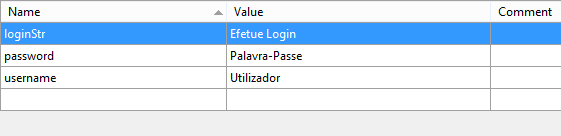 Name Value Comment
loginStr Efetue Login
password Palavra-Passe
username Utilizador